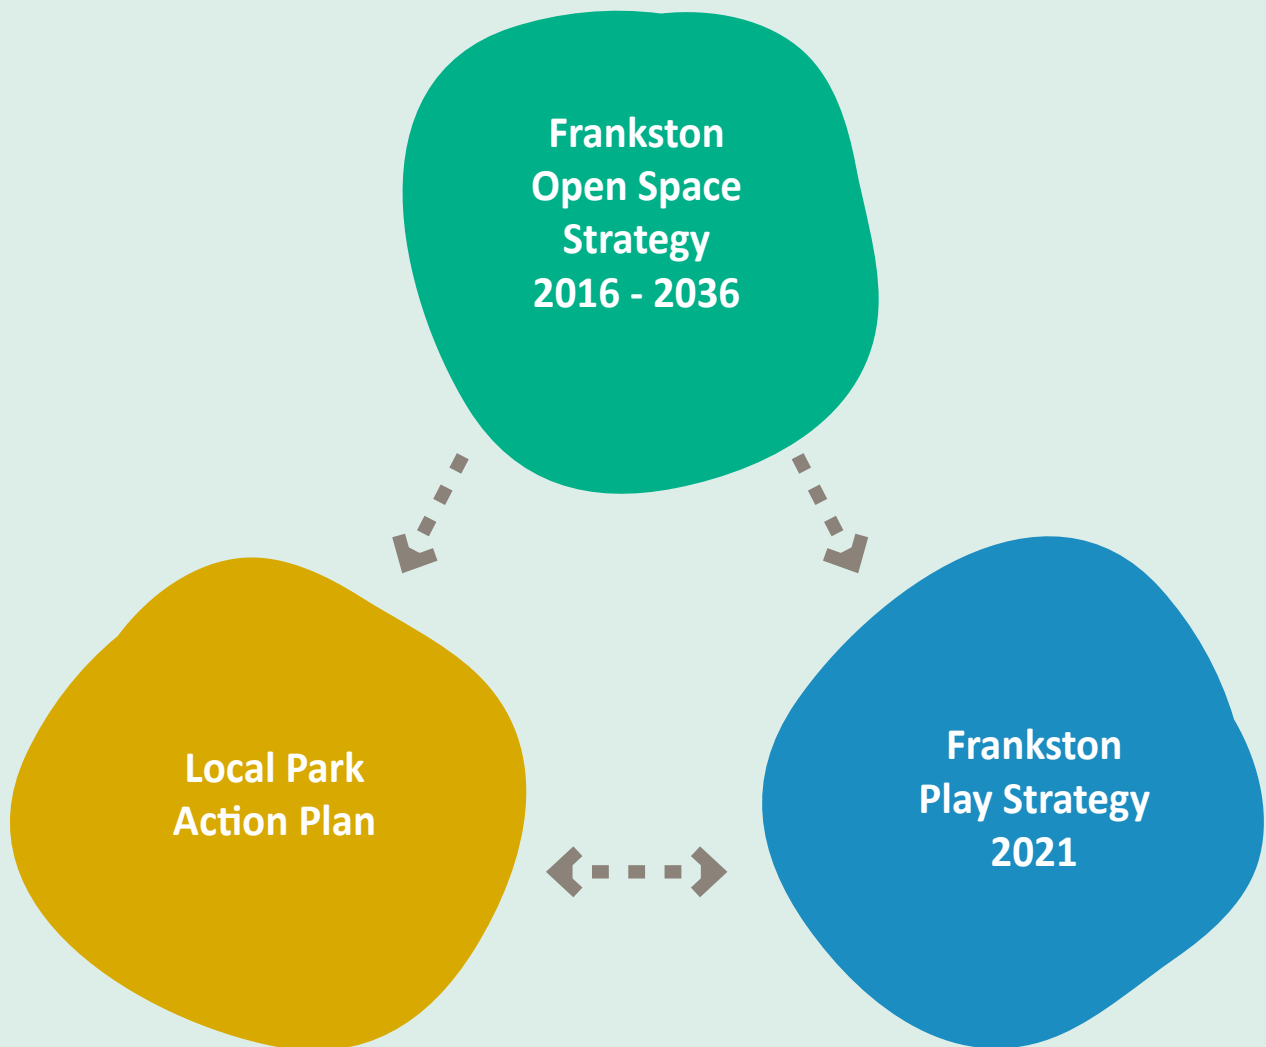 Frankston
Open Space
Strategy
2016 - 2036
Local Park
Action Plan
Frankston
Play Strategy
2021